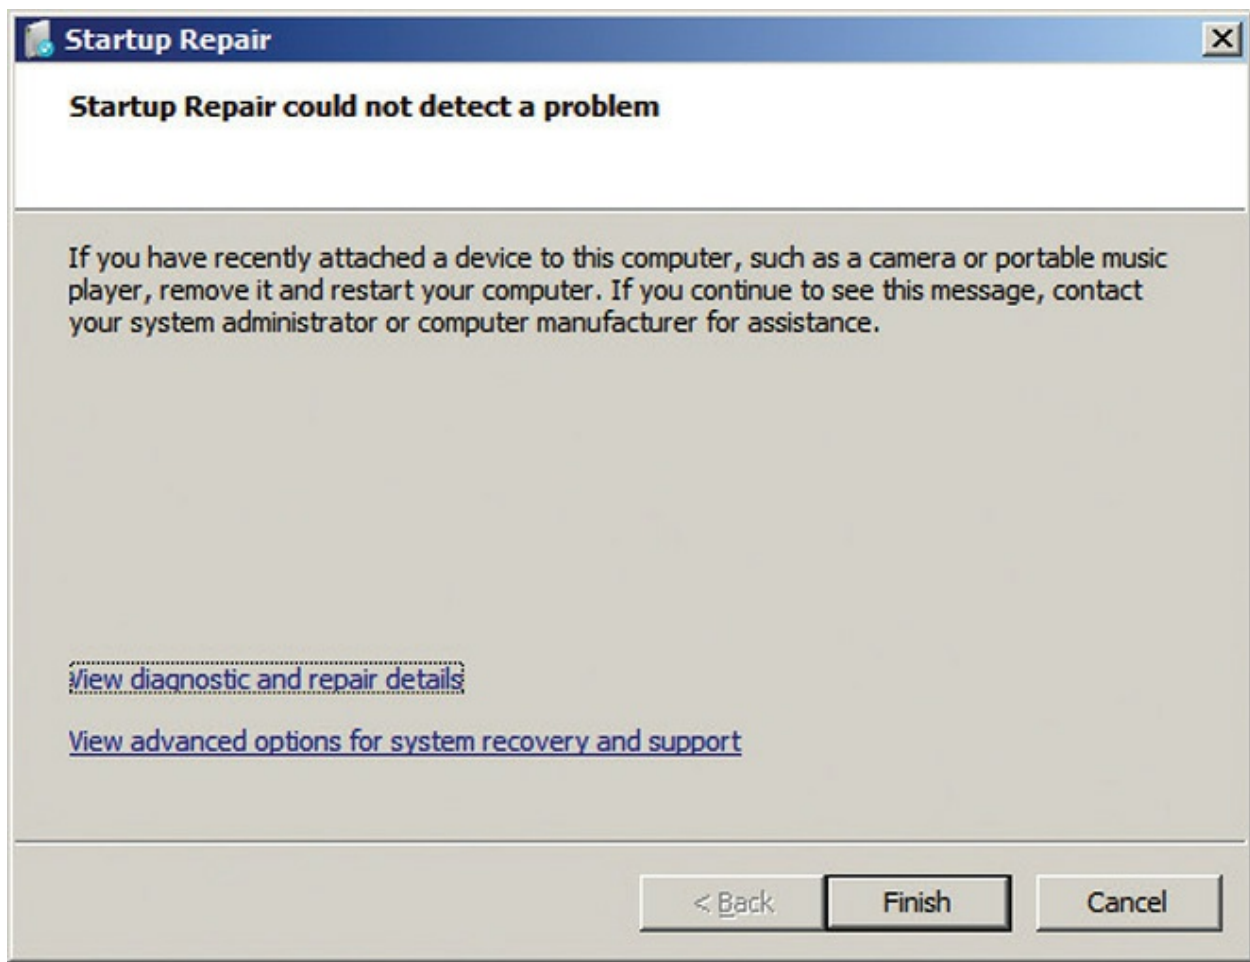 Startup Repair
Startup Repair could not detect a problem
If you have recently attached a device to this computer, such as a camera or portable music
player, remove it and restart your computer. If you continue to see this message, contact
your system administrator or computer manufacturer for assistance.
View diagnostic and repair details
View advanced options for system recovery and support
< Back
Finish
Cancel